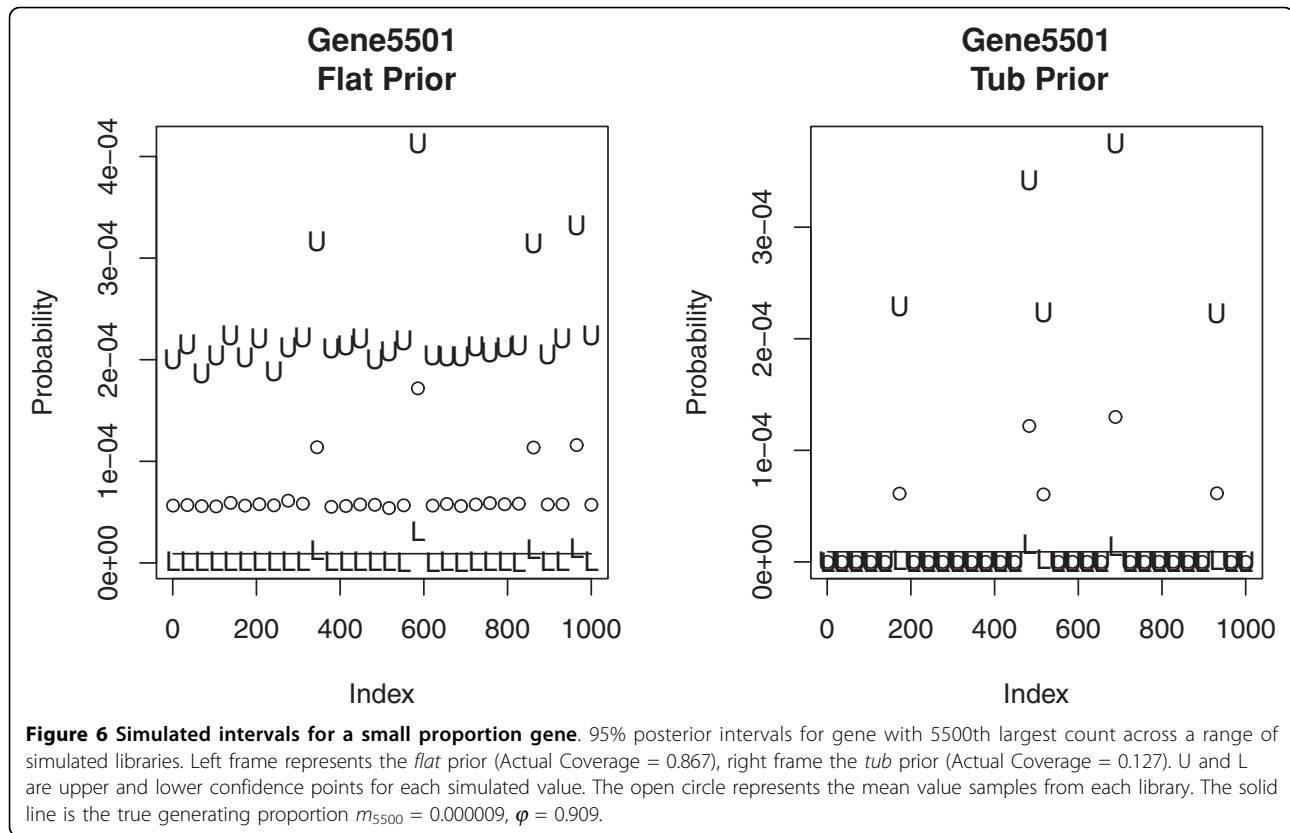 Gene5501
Flat Prior
Gene5501
Tub Prior
Probability
0e+00 1e−04 2e−04 3e−04 4e−04
U U U U U U U U U U U U U U U U U U U U U U U U U U U U U U
L L L L L L L L L L L L L L L L L L L L L L L L L L L L L L
0 200 400 600 800 1000
Index
Probability
0e+00 1e−04 2e−04 3e−04
U U U U U
L L L L L
0 200 400 600 800 1000
Index
Figure 6 Simulated intervals for a small proportion gene. 95% posterior intervals for gene with 5500th largest count across a range of
simulated libraries. Left frame represents the flat prior (Actual Coverage = 0.867), right frame the tub prior (Actual Coverage = 0.127). U and L
are upper and lower confidence points for each simulated value. The open circle represents the mean value samples from each library. The solid
line is the true generating proportion m5500 = 0.000009, φ = 0.909.